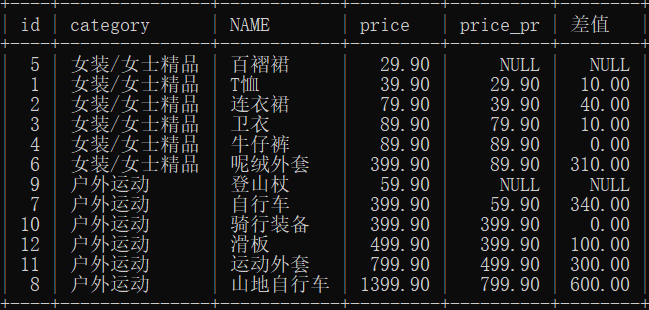 id category NAME price price_pr 差值
5 女装/女士精品 百褶裙 29.90 NULL NULL
1 女装/女士精品 T恤 39.90 29.90 10.00
2 女装/女士精品 连衣裙 79.90 39.90 40.00
3 女装/女士精品 卫衣 89.90 79.90 10.00
4 女装/女士精品 牛仔裤 89.90 89.90 0.00
6 女装/女士精品 呢绒外套 399.90 89.90 310.00
9 户外运动 登山杖 59.90 NULL NULL
7 户外运动 自行车 399.90 59.90 340.00
10 户外运动 骑行装备 399.90 399.90 0.00
12 户外运动 滑板 499.90 399.90 100.00
11 户外运动 运动外套 799.90 499.90 300.00
8 户外运动 山地自行车 1399.90 799.90 600.00